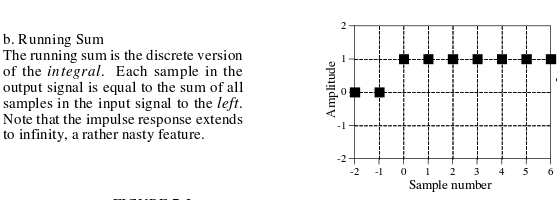 b. Running Sum
The running sum is the discrete version
of the integral. Each sample in the
output signal is equal to the sum of all
samples in the input signal to the left.
Note that the impulse response extends
to infinity, a rather nasty feature.
2
1
0
-1
-2
Amplitude
-2 -1 0 1 2 3 4 5 6
Sample number